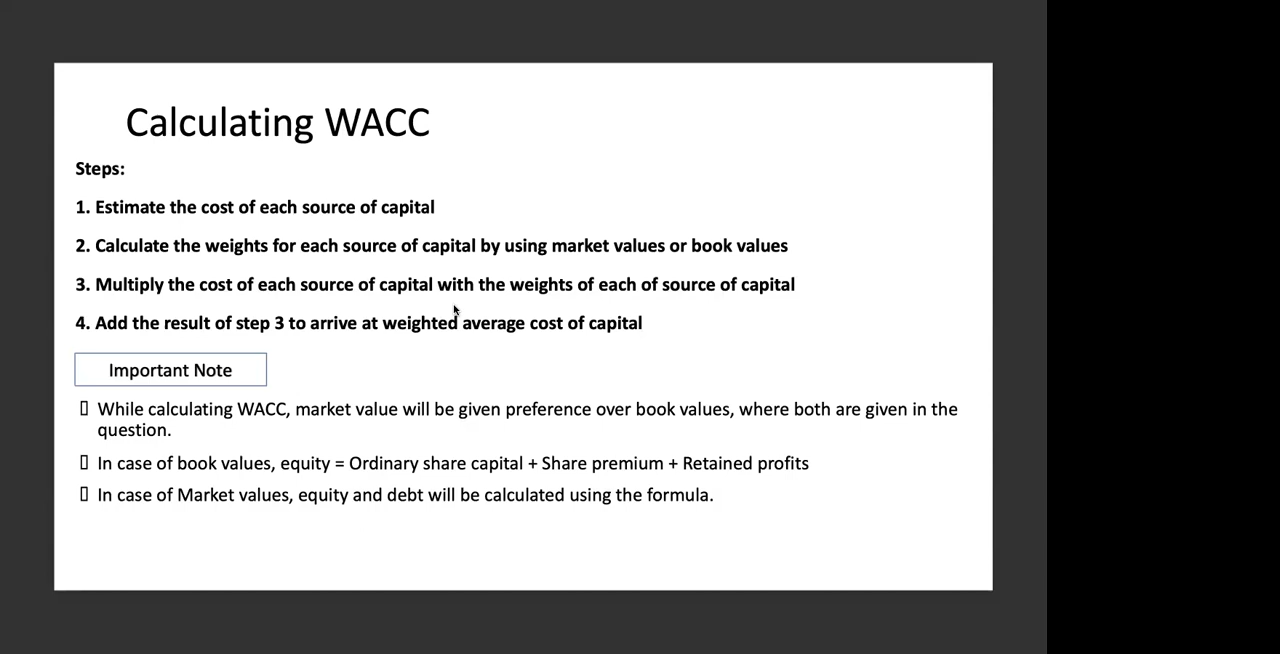 Calculating WACC
Steps:
1. Estimate the cost of each source of capital
2. Calculate the weights for each source of capital by using market values or book values
3. Multiply the cost of each source of capital with the weights of each of source of capital
4. Add the result of step 3 to arrive at weighted average cost of capital
Important Note
While calculating WACC, market value will be given preference over book values, where both are given in the
question.
In case of book values, equity = Ordinary share capital + Share premium + Retained profits
In case of Market values, equity and debt will be calculated using the formula.